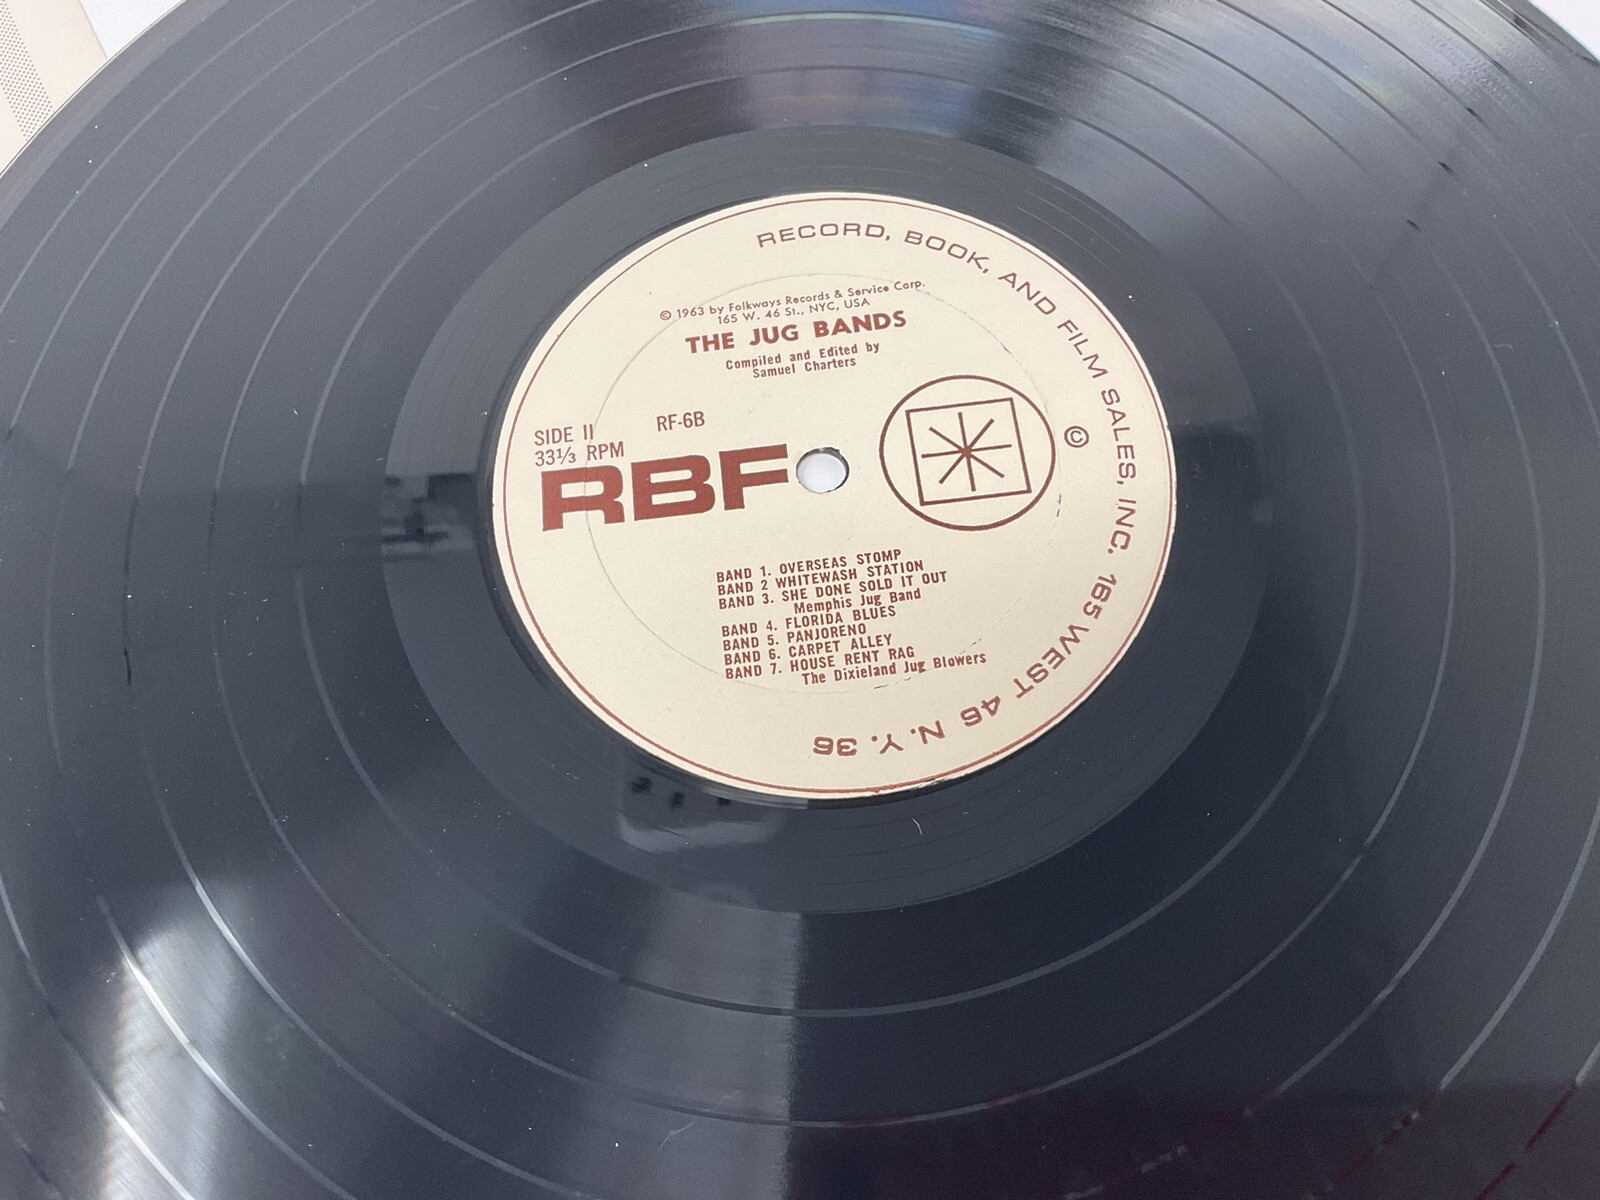 RECORD, BOOK, AND FILM SALES, INC. 165 WEST 46 N.Y. 36
© 1963 by Folkways Records & Service Corp.
165 W. 46 St., NYC, USA
THE JUG BANDS
Compiled and Edited by
Samuel Charters
SIDE II RF-6B
33⅓ RPM
RBF
©
BAND 1. OVERSEAS STOMP
BAND 2 WHITEWASH STATION
BAND 3. SHE DONE SOLD IT OUT
Memphis Jug Band
BAND 4. FLORIDA BLUES
BAND 5. PANJORENO
BAND 6. CARPET ALLEY
BAND 7. HOUSE RENT RAG
The Dixieland Jug Blowers